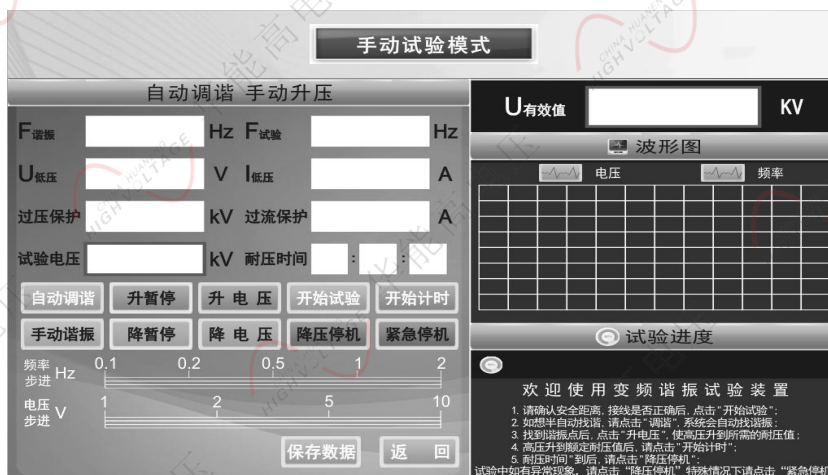 手动试验模式
自动调谐 手动升压
F谐振 Hz F试验 Hz
U低压 V I低压 A
过压保护 kV 过流保护 A
试验电压 kV 耐压时间 : :
自动调谐 升暂停 升电压 开始试验 开始计时
手动谐振 降暂停 降电压 降压停机 紧急停机
频率步进 Hz 0.1 0.2 0.5 1 2
电压步进 V 1 2 5 10
保存数据 返回
U有效值 KV
波形图
电压 频率
试验进度
欢迎使用变频谐振试验装置
1. 请确认安全距离, 接线是否正确后, 点击"开始试验";
2. 如想半自动找谐, 请点击"调谐", 系统会自动找谐振;
3. 找到谐振点后, 点击"升电压", 使高压升到所需的耐压值;
4. 高压升到额定耐压值后, 请点击"开始计时";
5. 耐压时间"到后, 请点击"降压停机";
试验中如有异常现象, 请点击"降压停机" 特殊情况下请点击"紧急停机
CHINA HUANENG
HIGHVOLTAGE
华能高电压